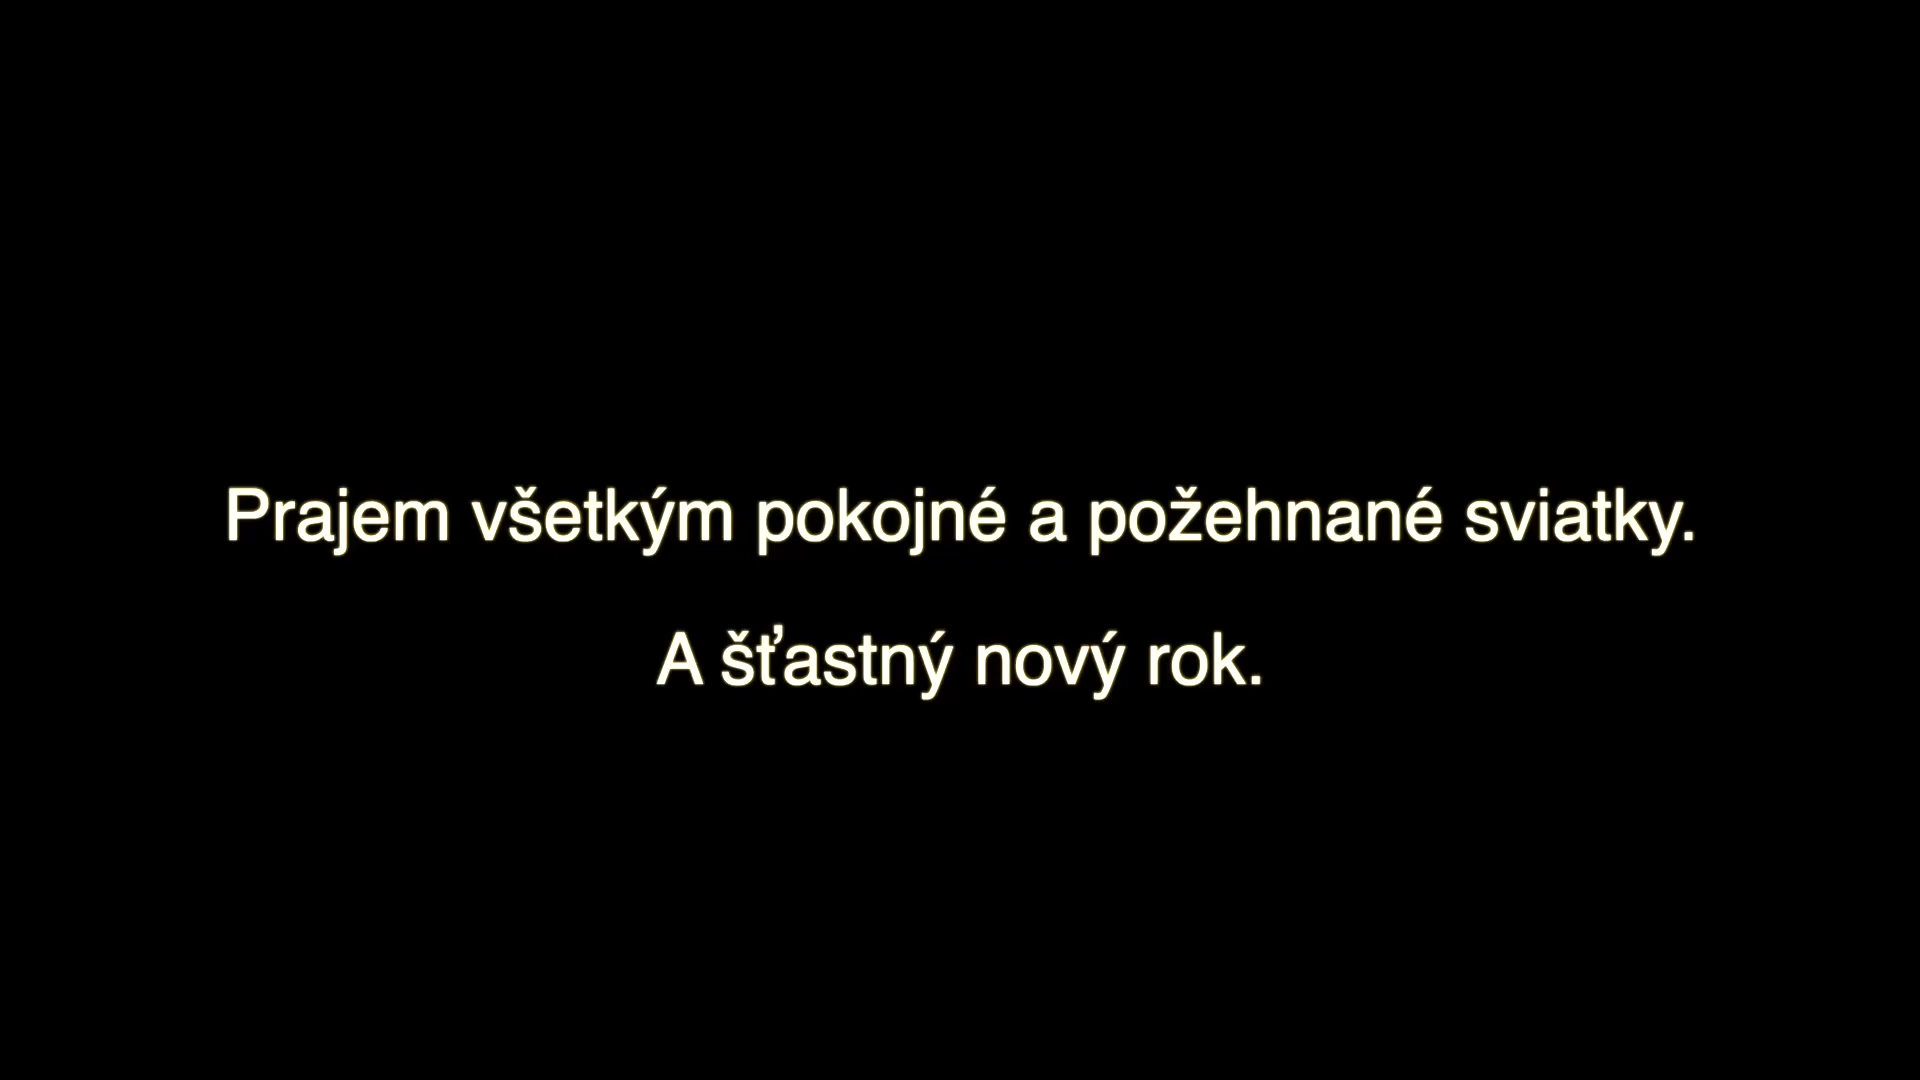 Prajem všetkým pokojné a požehnané sviatky.
A šťastný nový rok.